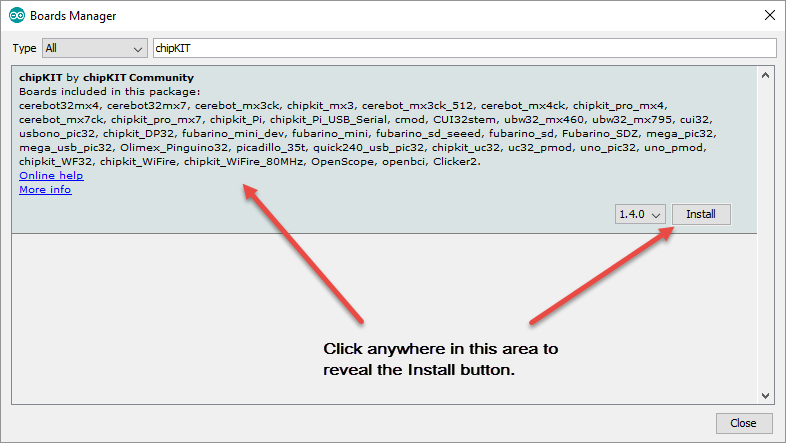 Boards Manager
Type All chipKIT
chipKIT by chipKIT Community
Boards included in this package:
cerebot32mx4, cerebot32mx7, cerebot_mx3ck, chipkit_mx3, cerebot_mx3ck_512, cerebot_mx4ck, chipkit_pro_mx4,
cerebot_mx7ck, chipkit_pro_mx7, chipkit_Pi, chipkit_Pi_USB_Serial, cmod, CUI32stem, ubw32_mx460, ubw32_mx795, cui32,
usbono_pic32, chipkit_DP32, fubarino_mini_dev, fubarino_mini, fubarino_sd_seeed, fubarino_sd, Fubarino_SDZ, mega_pic32,
mega_usb_pic32, Olimex_Pinguino32, picadillo_35t, quick240_usb_pic32, chipkit_uc32, uc32_pmod, uno_pic32, uno_pmod,
chipkit_WF32, chipkit_WiFire, chipkit_WiFire_80MHz, OpenScope, openbci, Clicker2.
Online help
More info
1.4.0 Install
Click anywhere in this area to
reveal the Install button.
Close